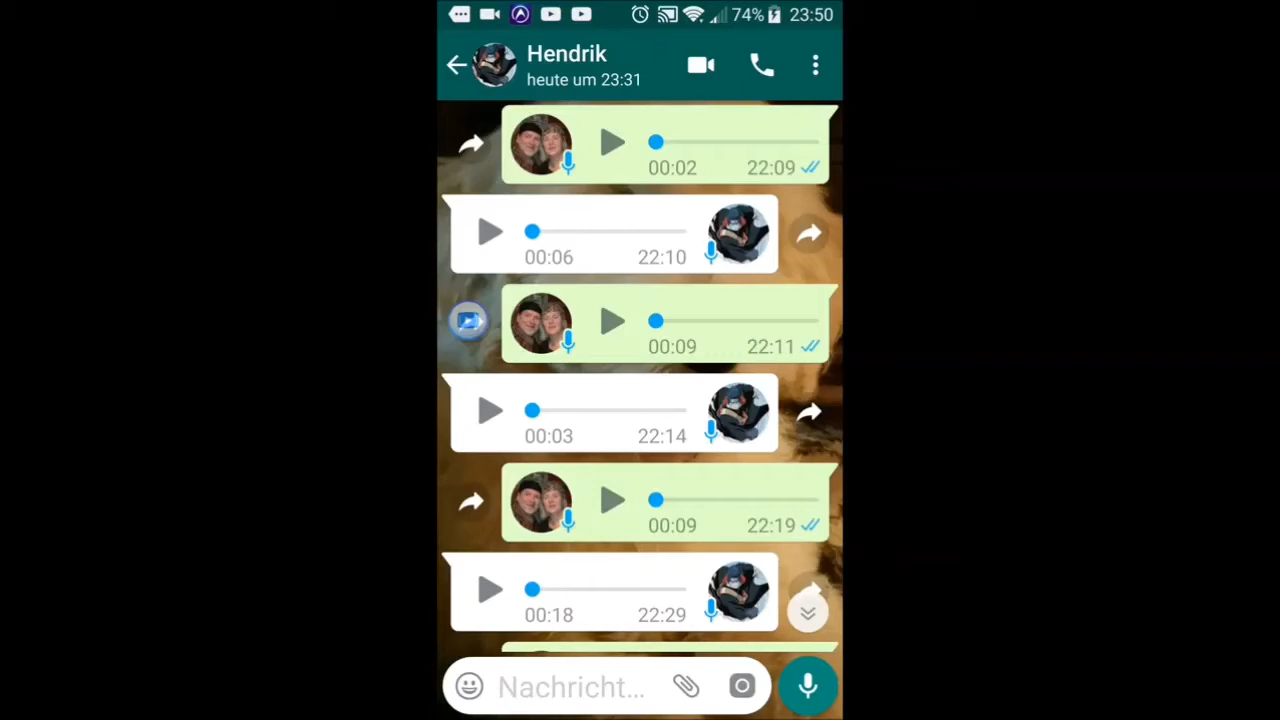 74% 23:50
Hendrik
heute um 23:31
00:02 22:09
00:06 22:10
00:09 22:11
00:03 22:14
00:09 22:19
00:18 22:29
Nachricht...